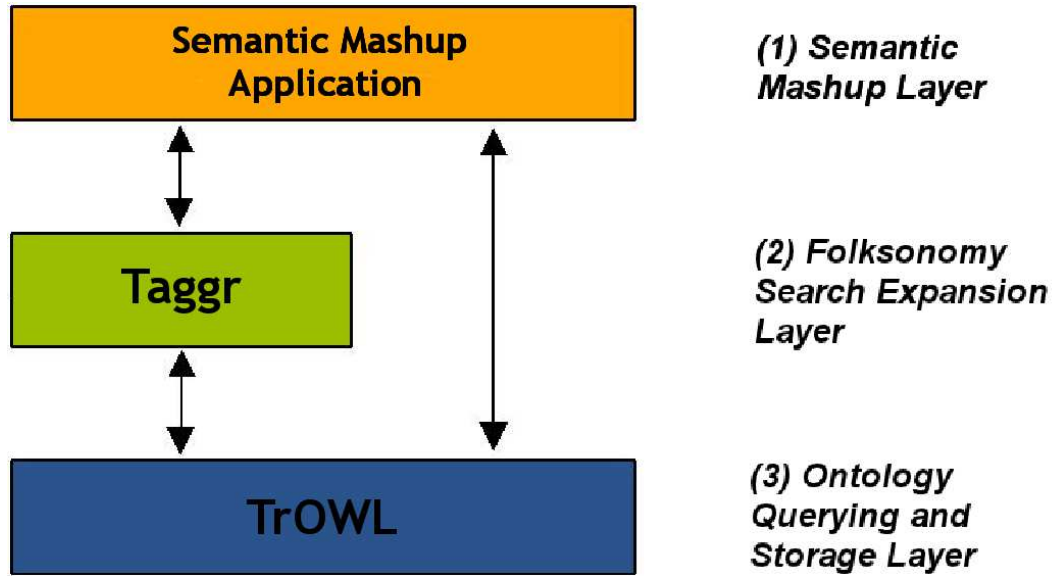 Semantic Mashup
Application
(1) Semantic
Mashup Layer
Taggr
(2) Folksonomy
Search Expansion
Layer
TrOWL
(3) Ontology
Querying and
Storage Layer